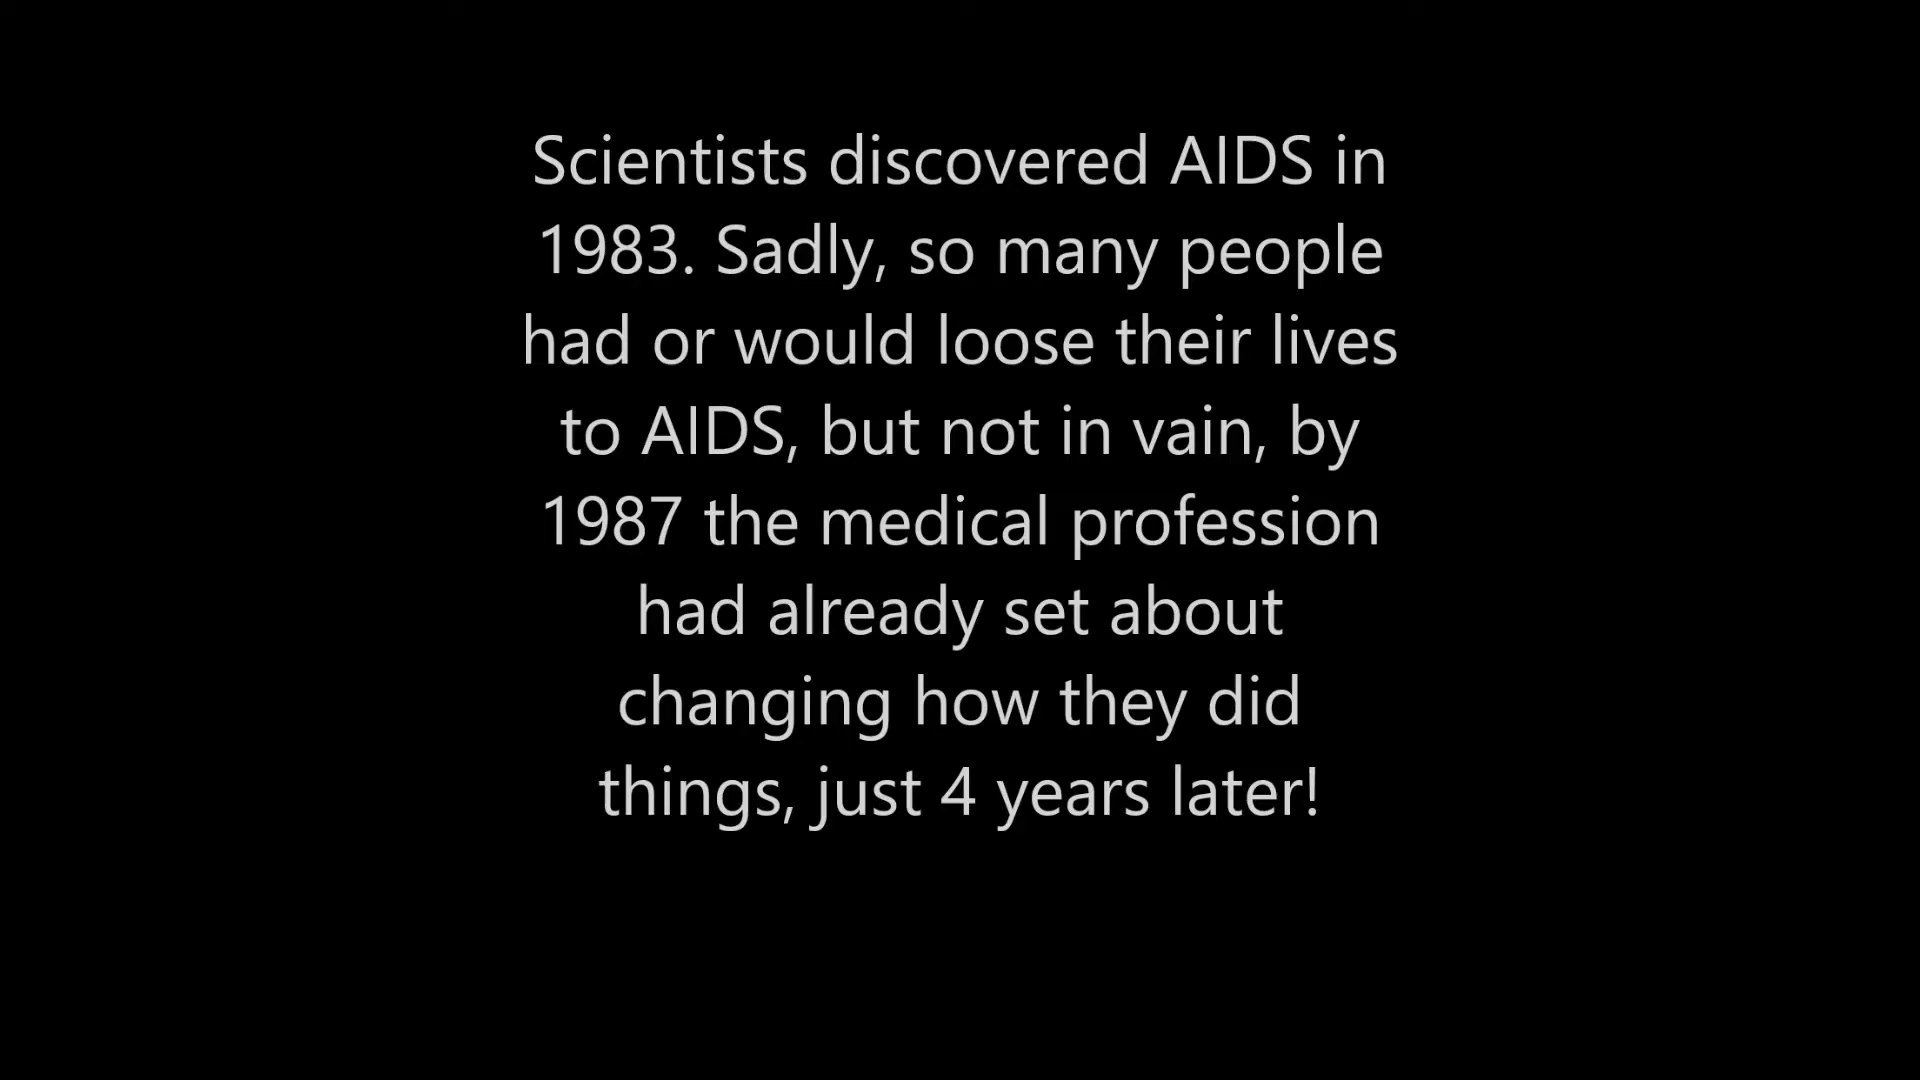 Scientists discovered AIDS in
1983. Sadly, so many people
had or would loose their lives
to AIDS, but not in vain, by
1987 the medical profession
had already set about
changing how they did
things, just 4 years later!